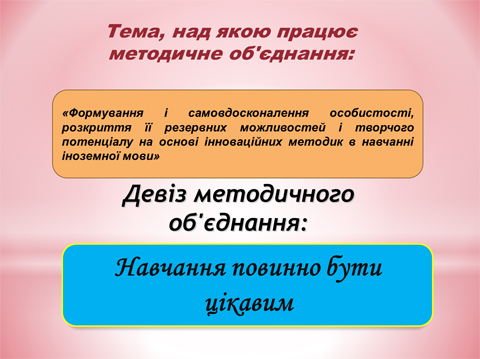 Тема, над якою працює
методичне об'єднання:
«Формування і самовдосконалення особистості,
розкриття її резервних можливостей і творчого
потенціалу на основі інноваційних методик в навчанні
іноземної мови»
Девіз методичного
об'єднання:
Навчання повинно бути
цікавим